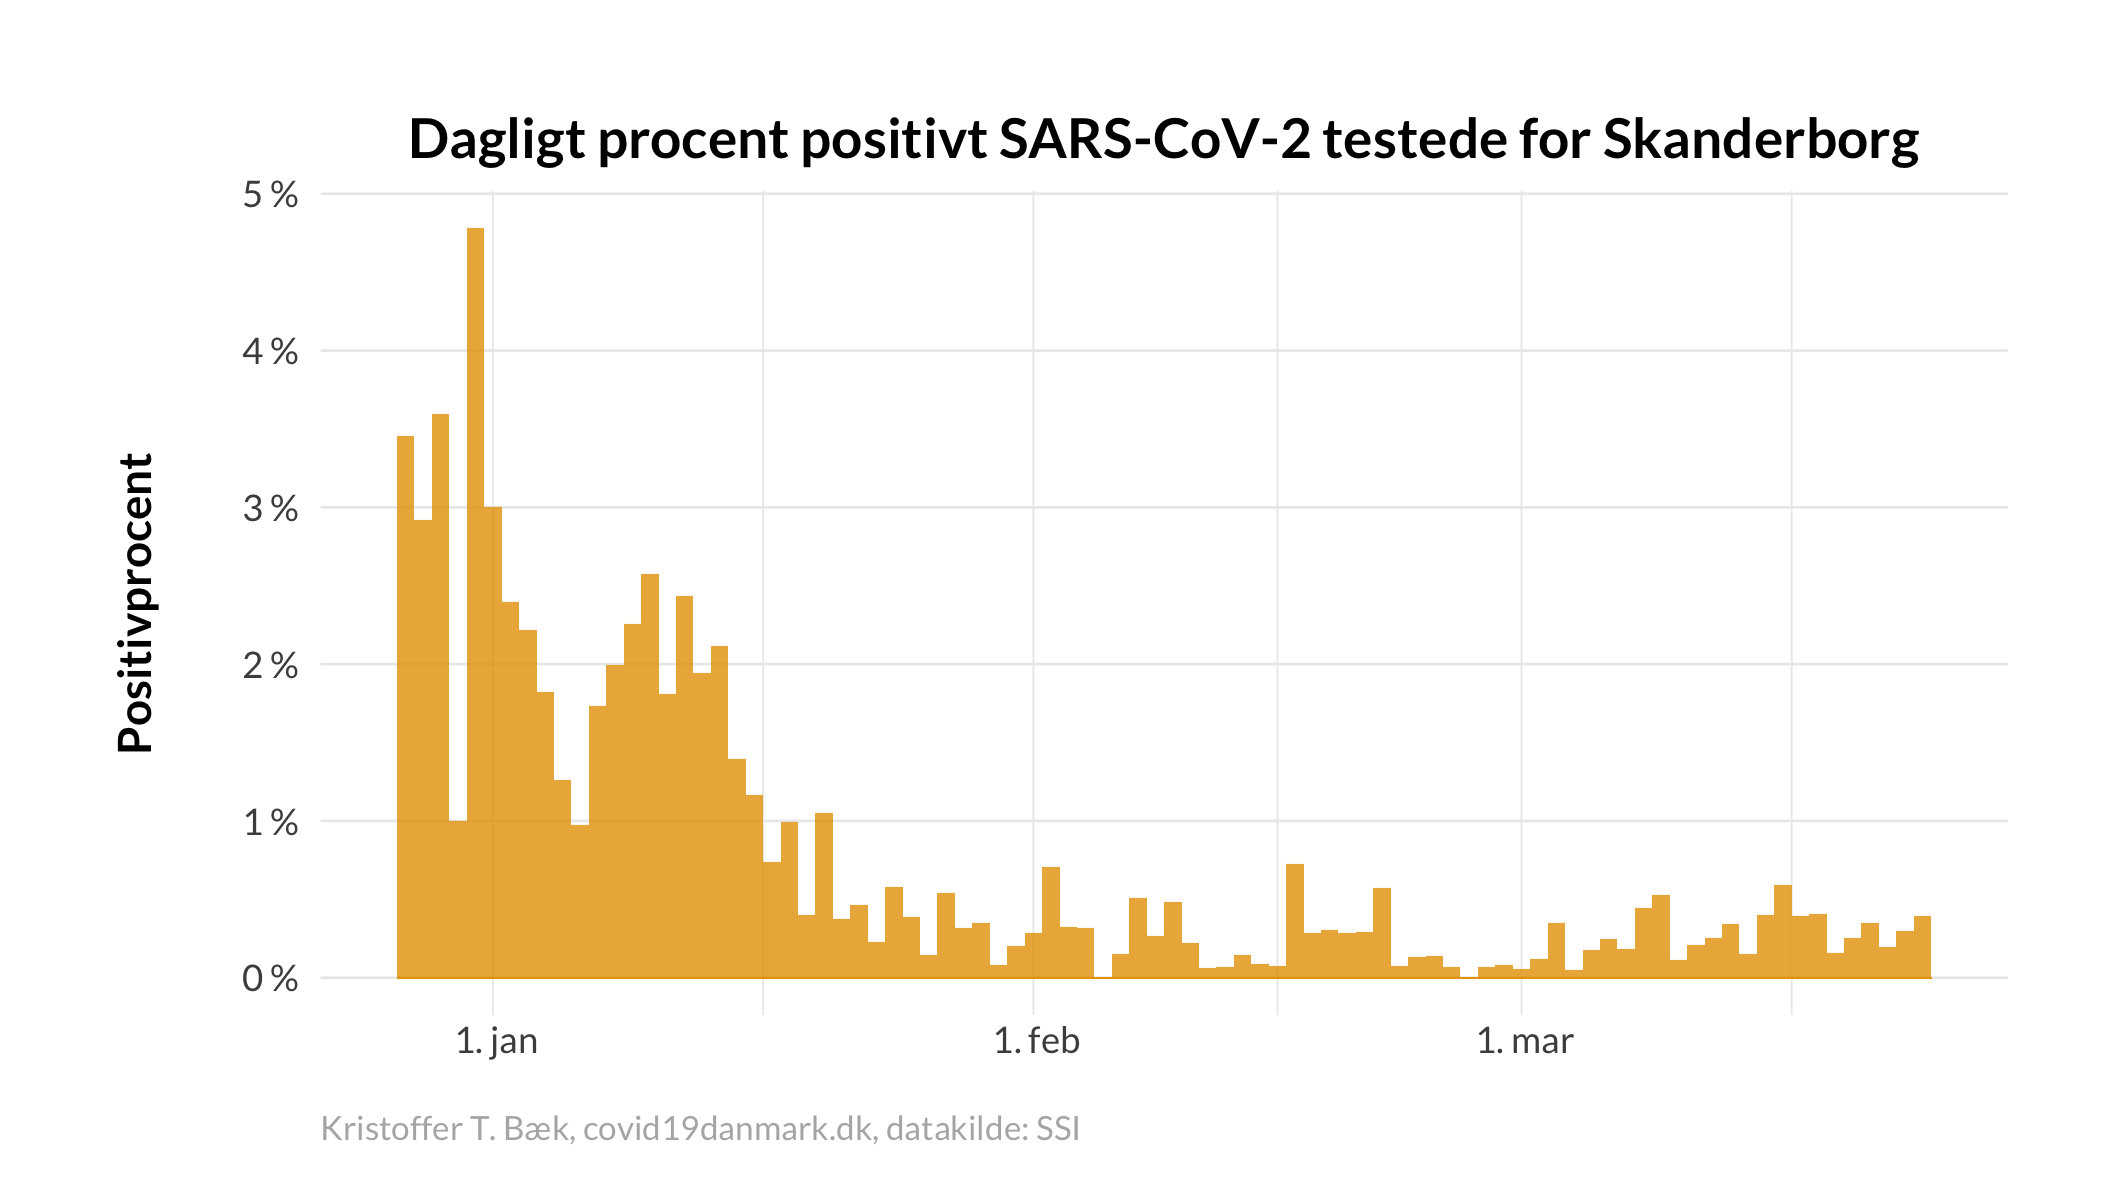 Dagligt procent positivt SARS-CoV-2 testede for Skanderborg
5 %
4 %
3 %
2 %
1 %
0 %
Positivprocent
1. jan
1. feb
1. mar
Kristoffer T. Bæk, covid19danmark.dk, datakilde: SSI